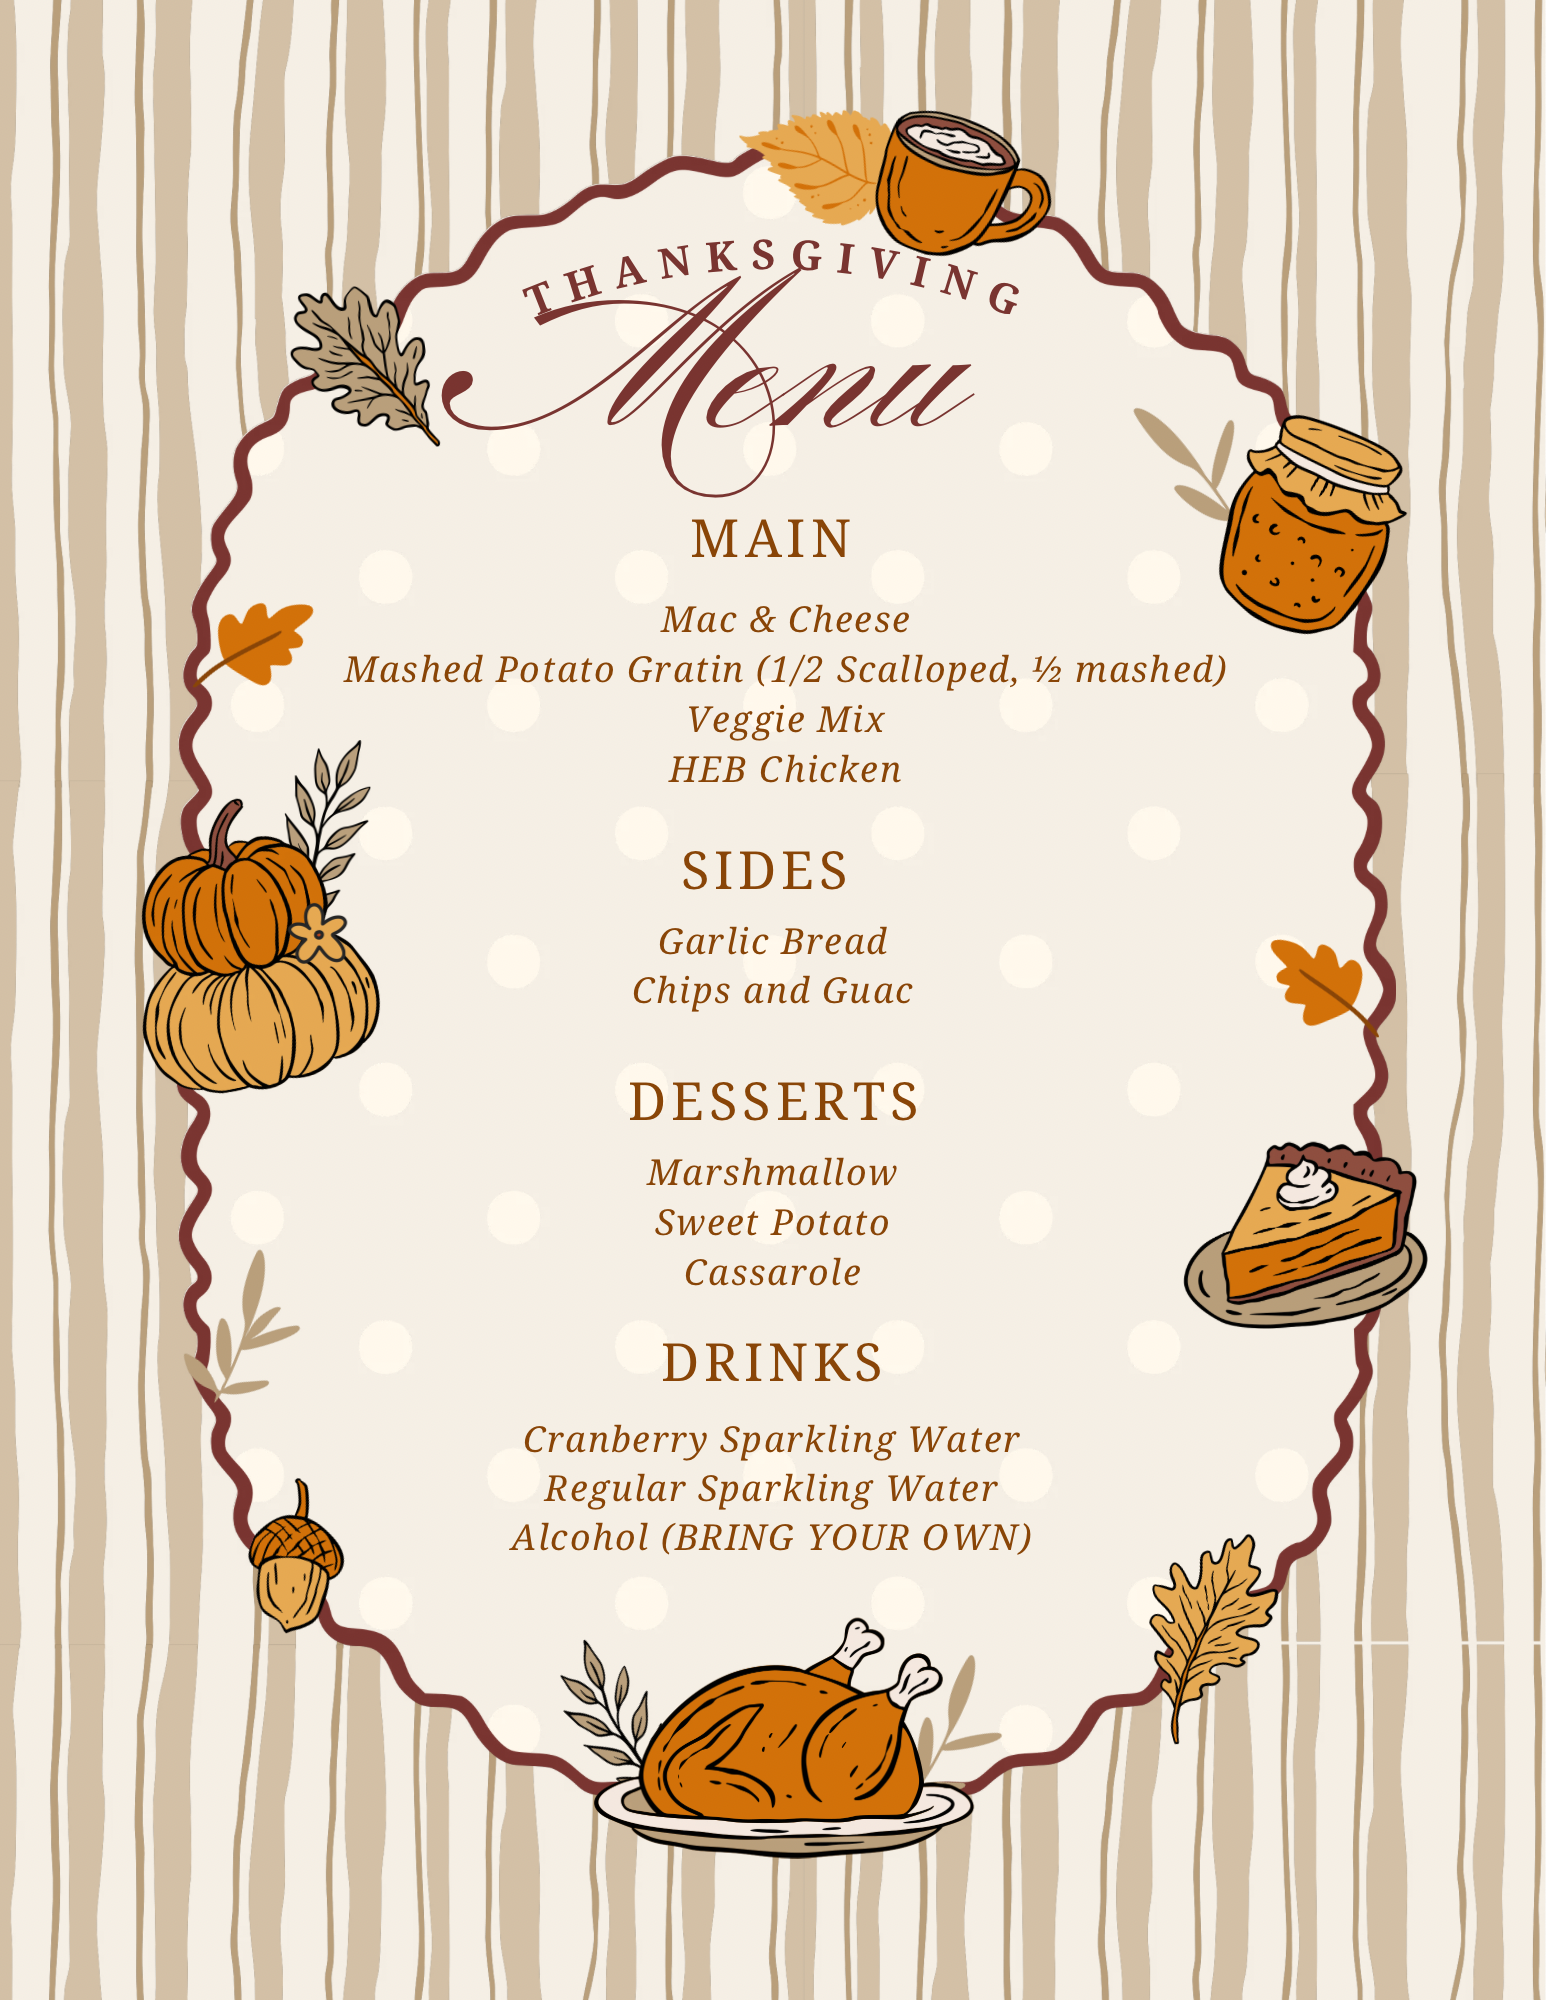 THANKSGIVING
Menu
MAIN
Mac & Cheese
Mashed Potato Gratin (1/2 Scalloped, ½ mashed)
Veggie Mix
HEB Chicken
SIDES
Garlic Bread
Chips and Guac
DESSERTS
Marshmallow
Sweet Potato
Cassarole
DRINKS
Cranberry Sparkling Water
Regular Sparkling Water
Alcohol (BRING YOUR OWN)